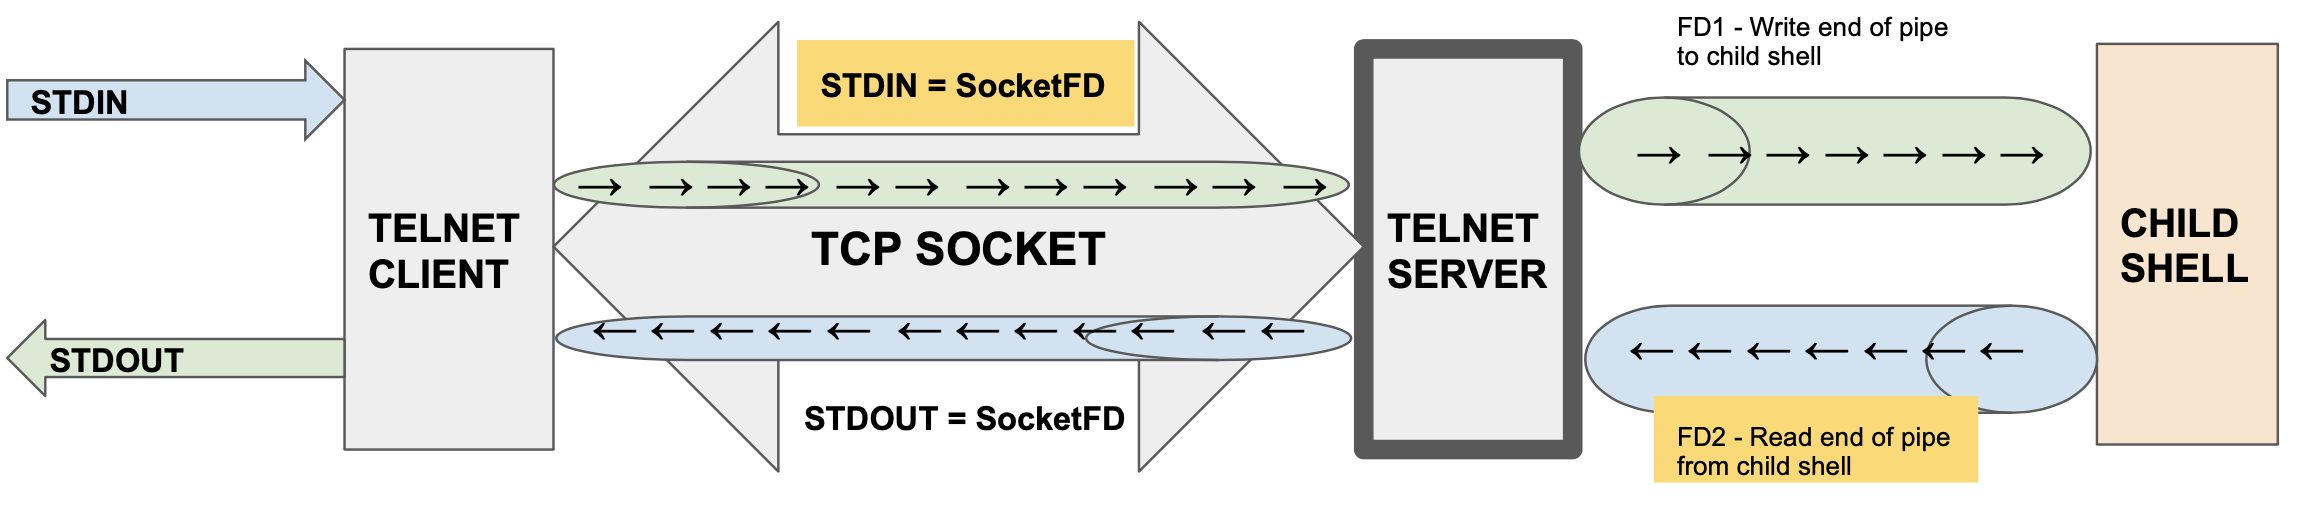 STDIN
STDOUT
TELNET
CLIENT
STDIN = SocketFD
→ → → → → → → → → → → →
TCP SOCKET
← ← ← ← ← ← ← ← ← ← ← ←
STDOUT = SocketFD
TELNET
SERVER
FD1 - Write end of pipe
to child shell
→ → → → → → →
← ← ← ← ← ← ←
FD2 - Read end of pipe
from child shell
CHILD
SHELL